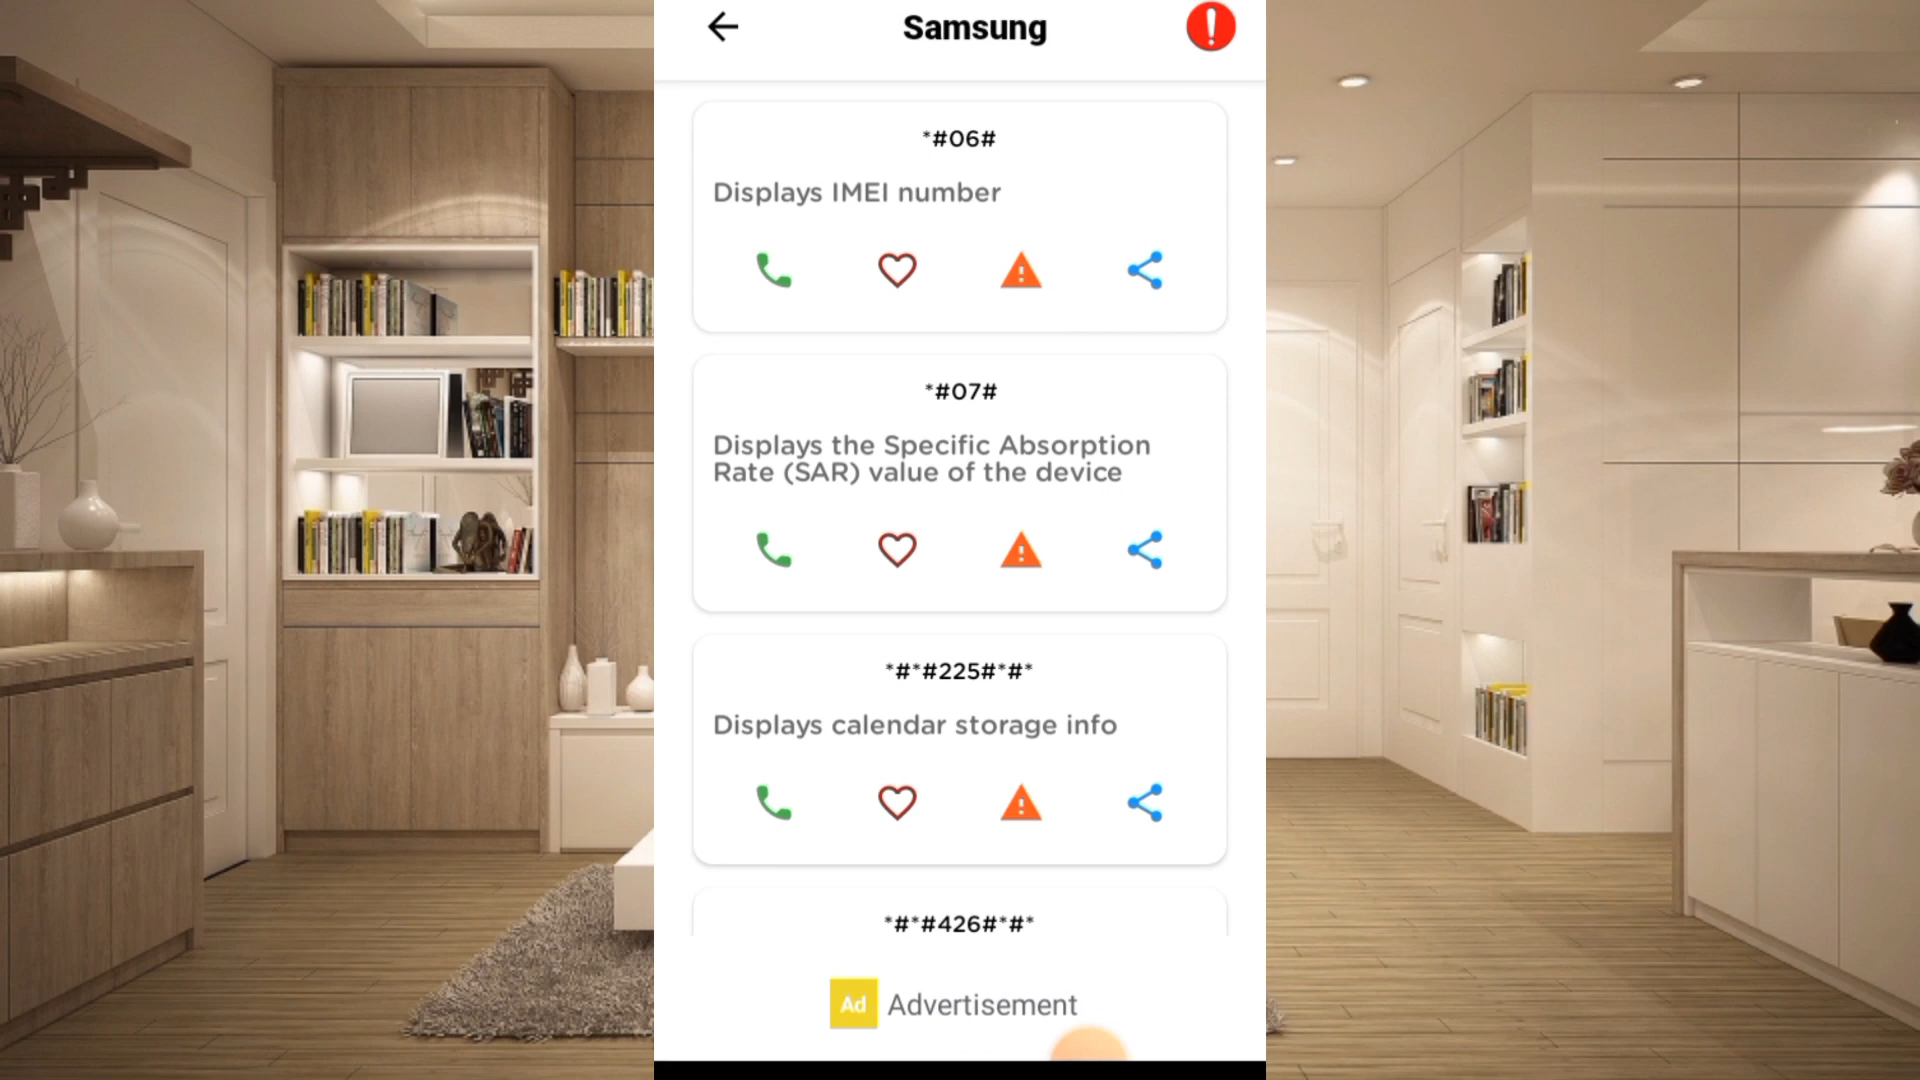 Samsung
*#06#
Displays IMEI number
*#07#
Displays the Specific Absorption
Rate (SAR) value of the device
*#*#225#*#*
Displays calendar storage info
*#*#426#*#*
Ad Advertisement